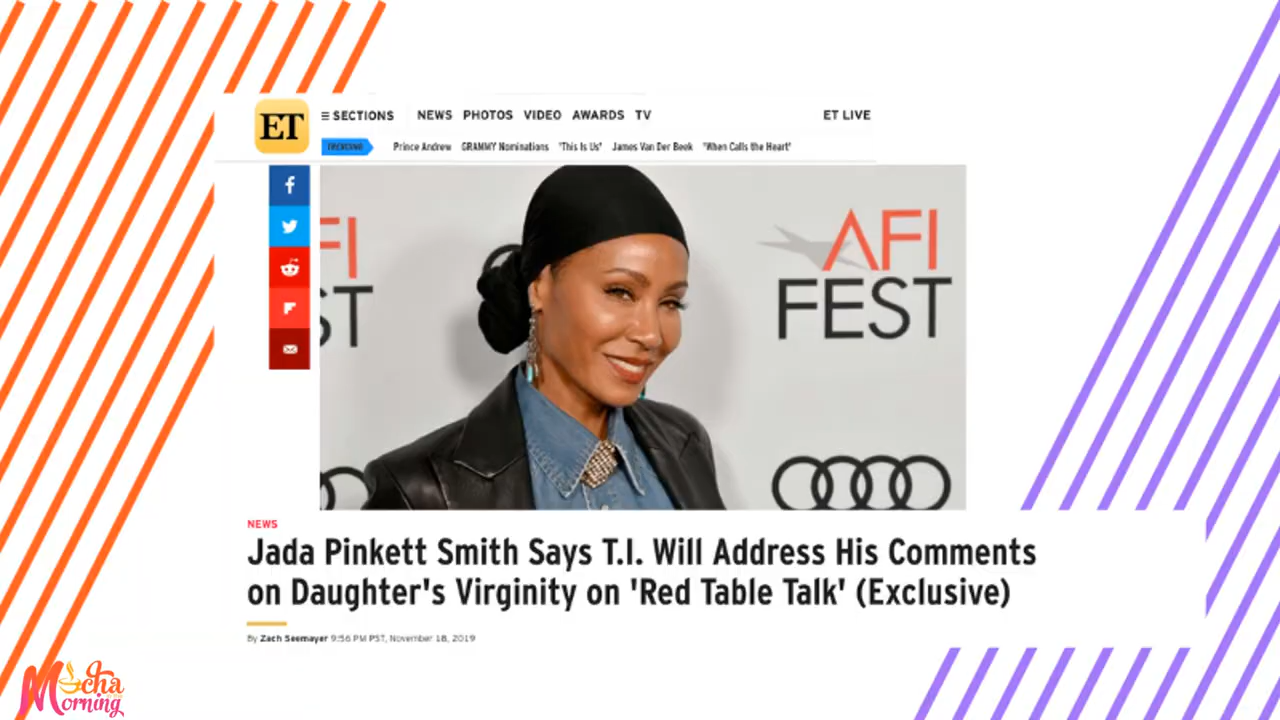 ET
SECTIONS NEWS PHOTOS VIDEO AWARDS TV ET LIVE
TRENDING Prince Andrew GRAMMY Nominations 'This Is Us' James Van Der Beek 'When Calls the Heart'
FI
ST
AFI
FEST
NEWS
Jada Pinkett Smith Says T.I. Will Address His Comments
on Daughter's Virginity on 'Red Table Talk' (Exclusive)
By Zach Seemayer 9:56 PM PST, November 18, 2019
Mocha
Morning